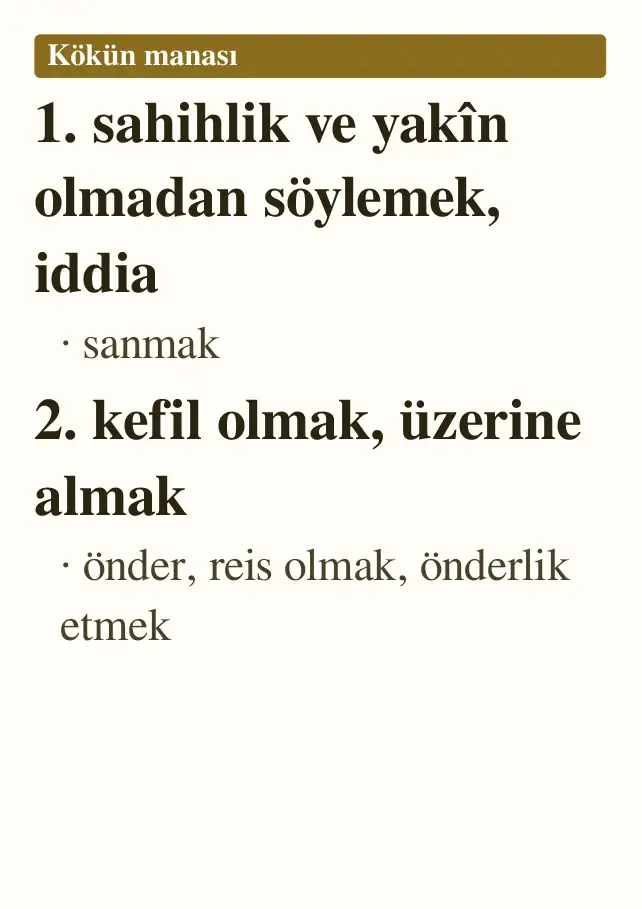 Kökün manası
1. sahihlik ve yakîn
olmadan söylemek,
iddia
· sanmak
2. kefil olmak, üzerine
almak
· önder, reis olmak, önderlik
etmek